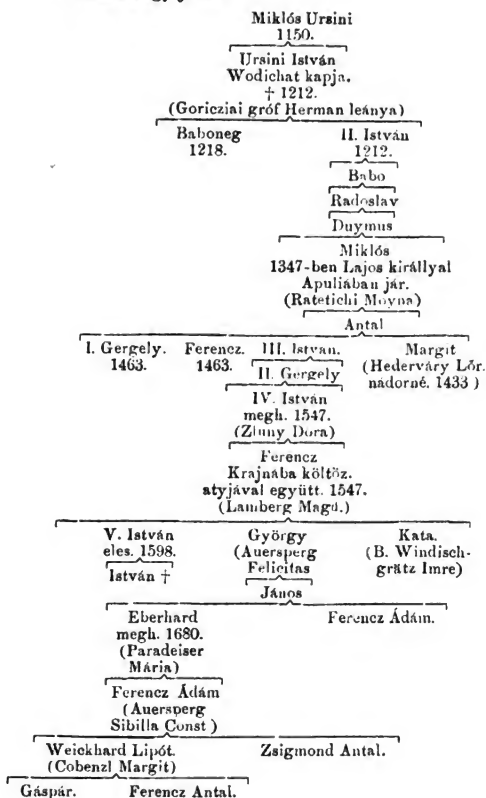 Miklós Ursini
1150.
Ursini István
Wodichat kapja.
† 1212.
(Goricziai gróf Herman leánya)
Baboneg II. István
1218. 1212.
Babo
Radoslav
Duymus
Miklós
1347-ben Lajos királlyal
Apuliában jár.
(Ratetichi Moyna)
Antal
I. Gergely. Ferencz. III. István. Margit
1463. 1463. II. Gergely (Hederváry Lőr.
nádorné. 1433)
IV. István
megh. 1547.
(Zluny Dora)
Ferencz
Krajnába költöz.
atyjával együtt. 1547.
(Lamberg Magd.)
V. István György Kata.
eles. 1598. (Auersperg (B. Windisch-
István † Felicitas grätz Imre)
János
Eberhard Ferencz Ádám.
megh. 1680.
(Paradeiser
Mária)
Ferencz Ádám
(Auersperg
Sibilla Const)
Weickhard Lipót. Zsigmond Antal.
(Cobenzl Margit)
Gáspár. Ferencz Antal.